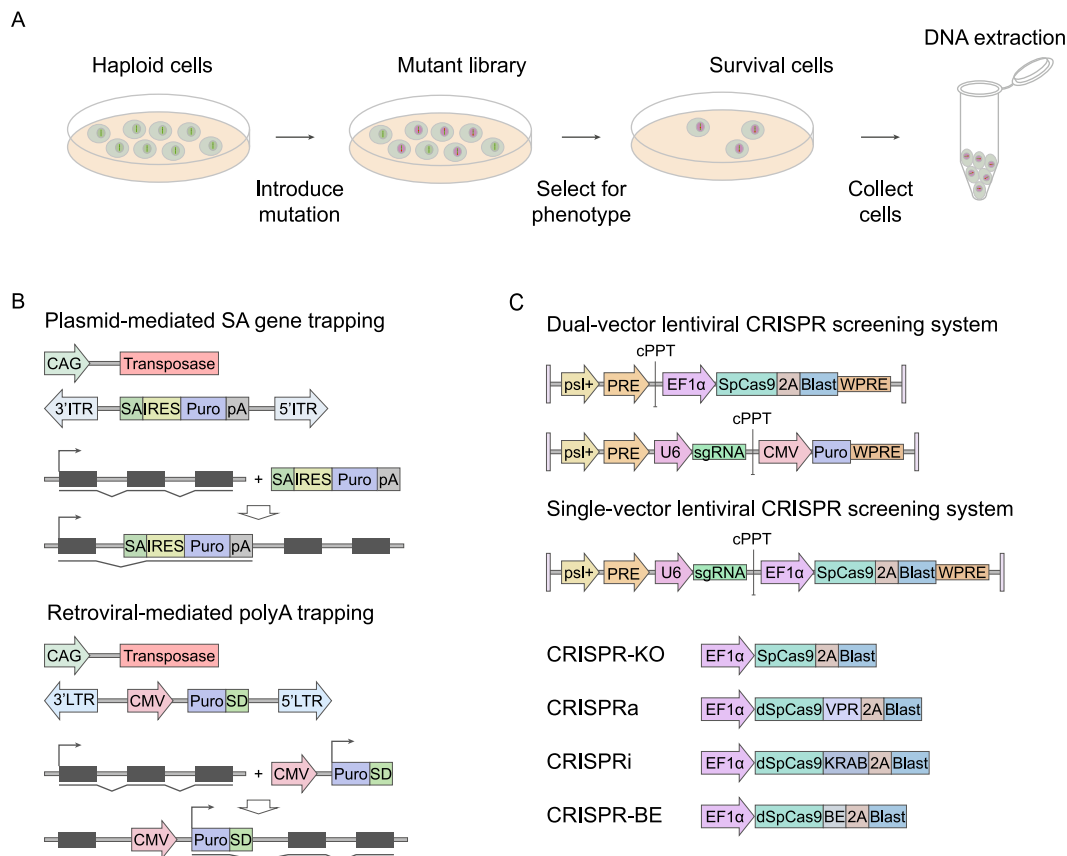 A
Haploid cells
Mutant library
Survival cells
DNA extraction
Introduce
mutation
Select for
phenotype
Collect
cells
B
Plasmid-mediated SA gene trapping
CAG Transposase
3'ITR SA IRES Puro pA 5'ITR
+ SA IRES Puro pA
SA IRES Puro pA
Retroviral-mediated polyA trapping
CAG Transposase
3'LTR CMV Puro SD 5'LTR
+ CMV Puro SD
CMV Puro SD
C
Dual-vector lentiviral CRISPR screening system
cPPT
psI+ PRE EF1α SpCas9 2A Blast WPRE
cPPT
psI+ PRE U6 sgRNA CMV Puro WPRE
Single-vector lentiviral CRISPR screening system
cPPT
psI+ PRE U6 sgRNA EF1α SpCas9 2A Blast WPRE
CRISPR-KO EF1α SpCas9 2A Blast
CRISPRa EF1α dSpCas9 VPR 2A Blast
CRISPRi EF1α dSpCas9 KRAB 2A Blast
CRISPR-BE EF1α dSpCas9 BE 2A Blast